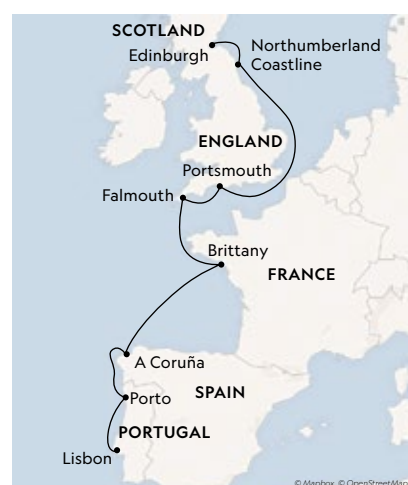 SCOTLAND
Edinburgh
Northumberland
Coastline
ENGLAND
Portsmouth
Falmouth
Brittany
FRANCE
A Coruña
SPAIN
Porto
PORTUGAL
Lisbon
© Mapbox, © OpenStreetMap